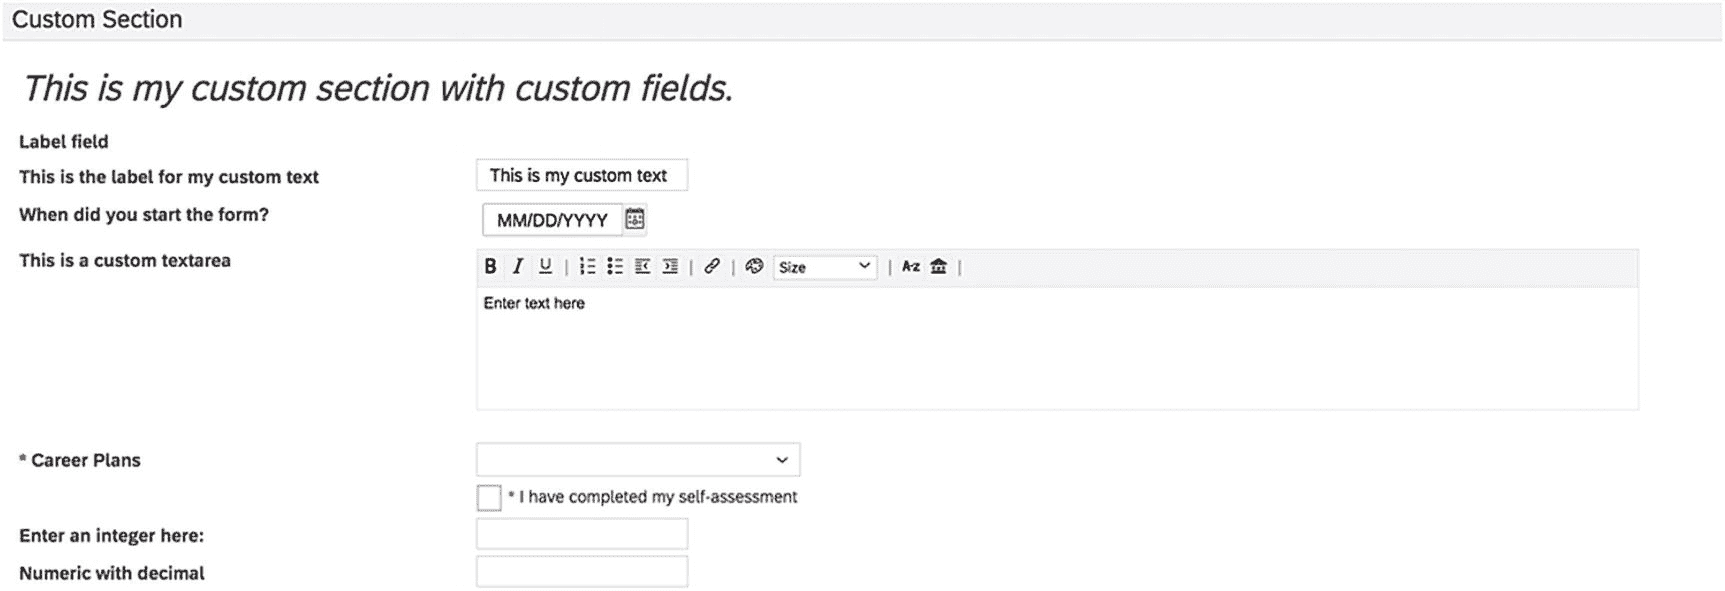 Custom Section
This is my custom section with custom fields.
Label field
This is the label for my custom text This is my custom text
When did you start the form? MM/DD/YYYY
This is a custom textarea B I U Size A-z
Enter text here
* Career Plans
* I have completed my self-assessment
Enter an integer here:
Numeric with decimal